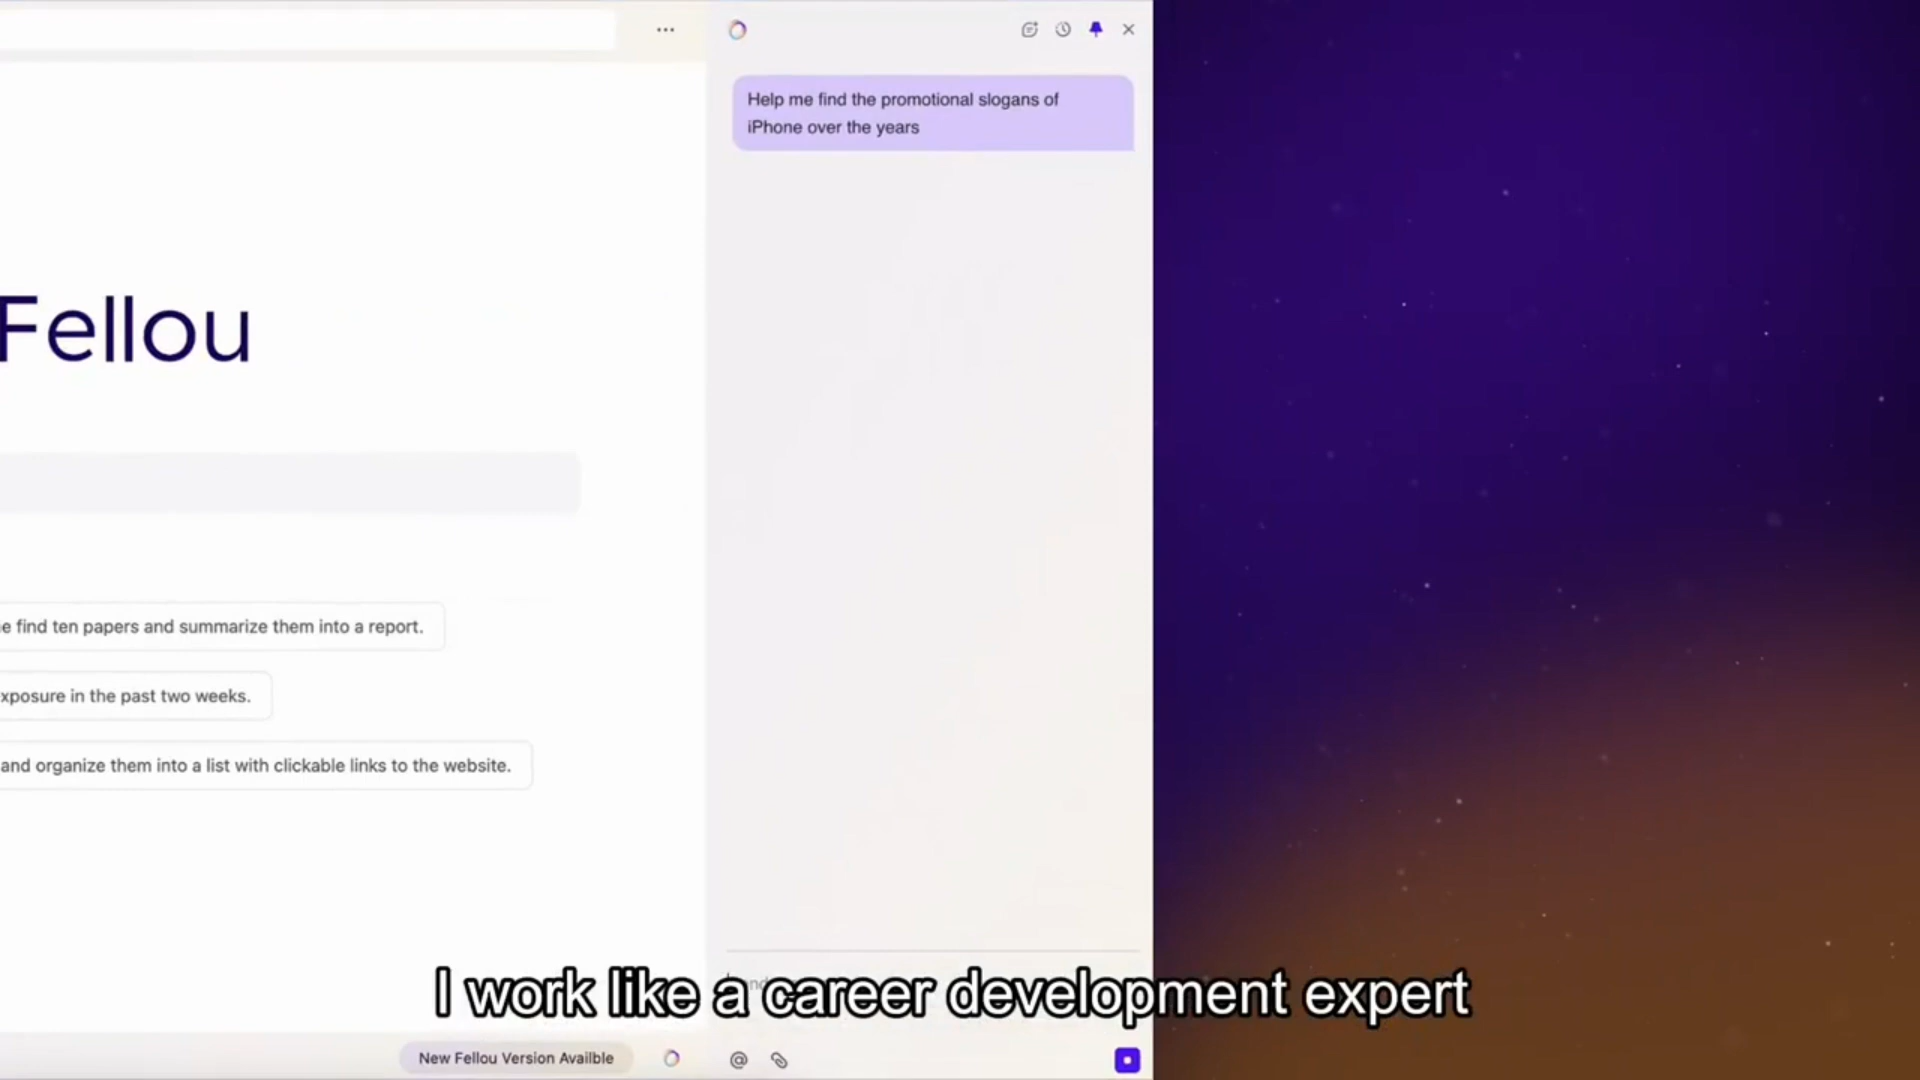 Help me find the promotional slogans of
iPhone over the years
Fellou
e find ten papers and summarize them into a report.
xposure in the past two weeks.
and organize them into a list with clickable links to the website.
I work like a career development expert
New Fellou Version Availble